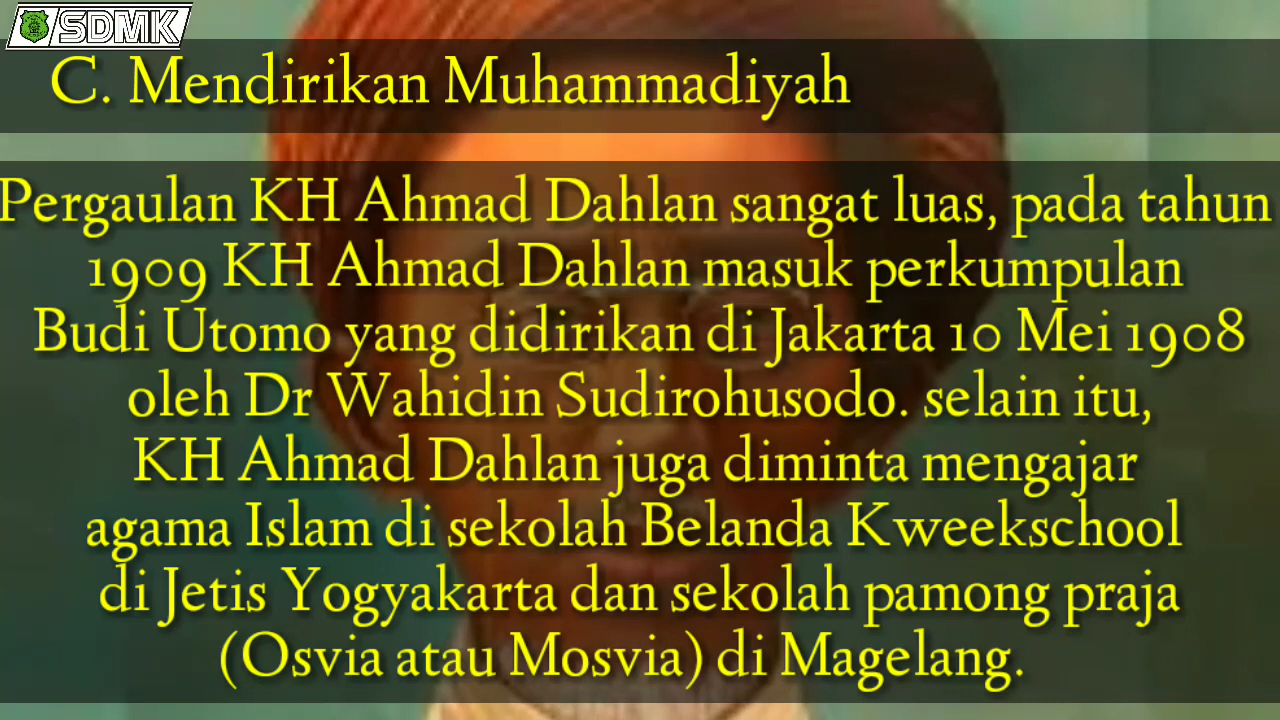 SDMK
C. Mendirikan Muhammadiyah
Pergaulan KH Ahmad Dahlan sangat luas, pada tahun
1909 KH Ahmad Dahlan masuk perkumpulan
Budi Utomo yang didirikan di Jakarta 10 Mei 1908
oleh Dr Wahidin Sudirohusodo. selain itu,
KH Ahmad Dahlan juga diminta mengajar
agama Islam di sekolah Belanda Kweekschool
di Jetis Yogyakarta dan sekolah pamong praja
(Osvia atau Mosvia) di Magelang.